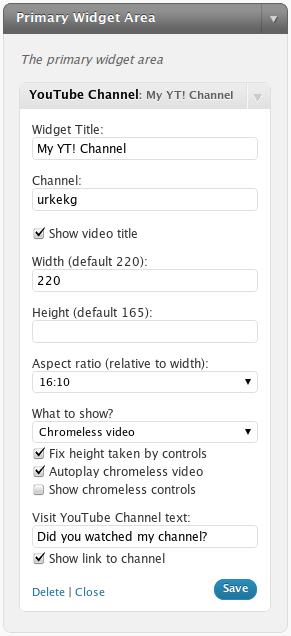 Primary Widget Area
The primary widget area
YouTube Channel: My YT! Channel
Widget Title:
My YT! Channel
Channel:
urkekg
Show video title
Width (default 220):
220
Height (default 165):
Aspect ratio (relative to width):
16:10
What to show?
Chromeless video
Fix height taken by controls
Autoplay chromeless video
Show chromeless controls
Visit YouTube Channel text:
Did you watched my channel?
Show link to channel
Delete | Close
Save